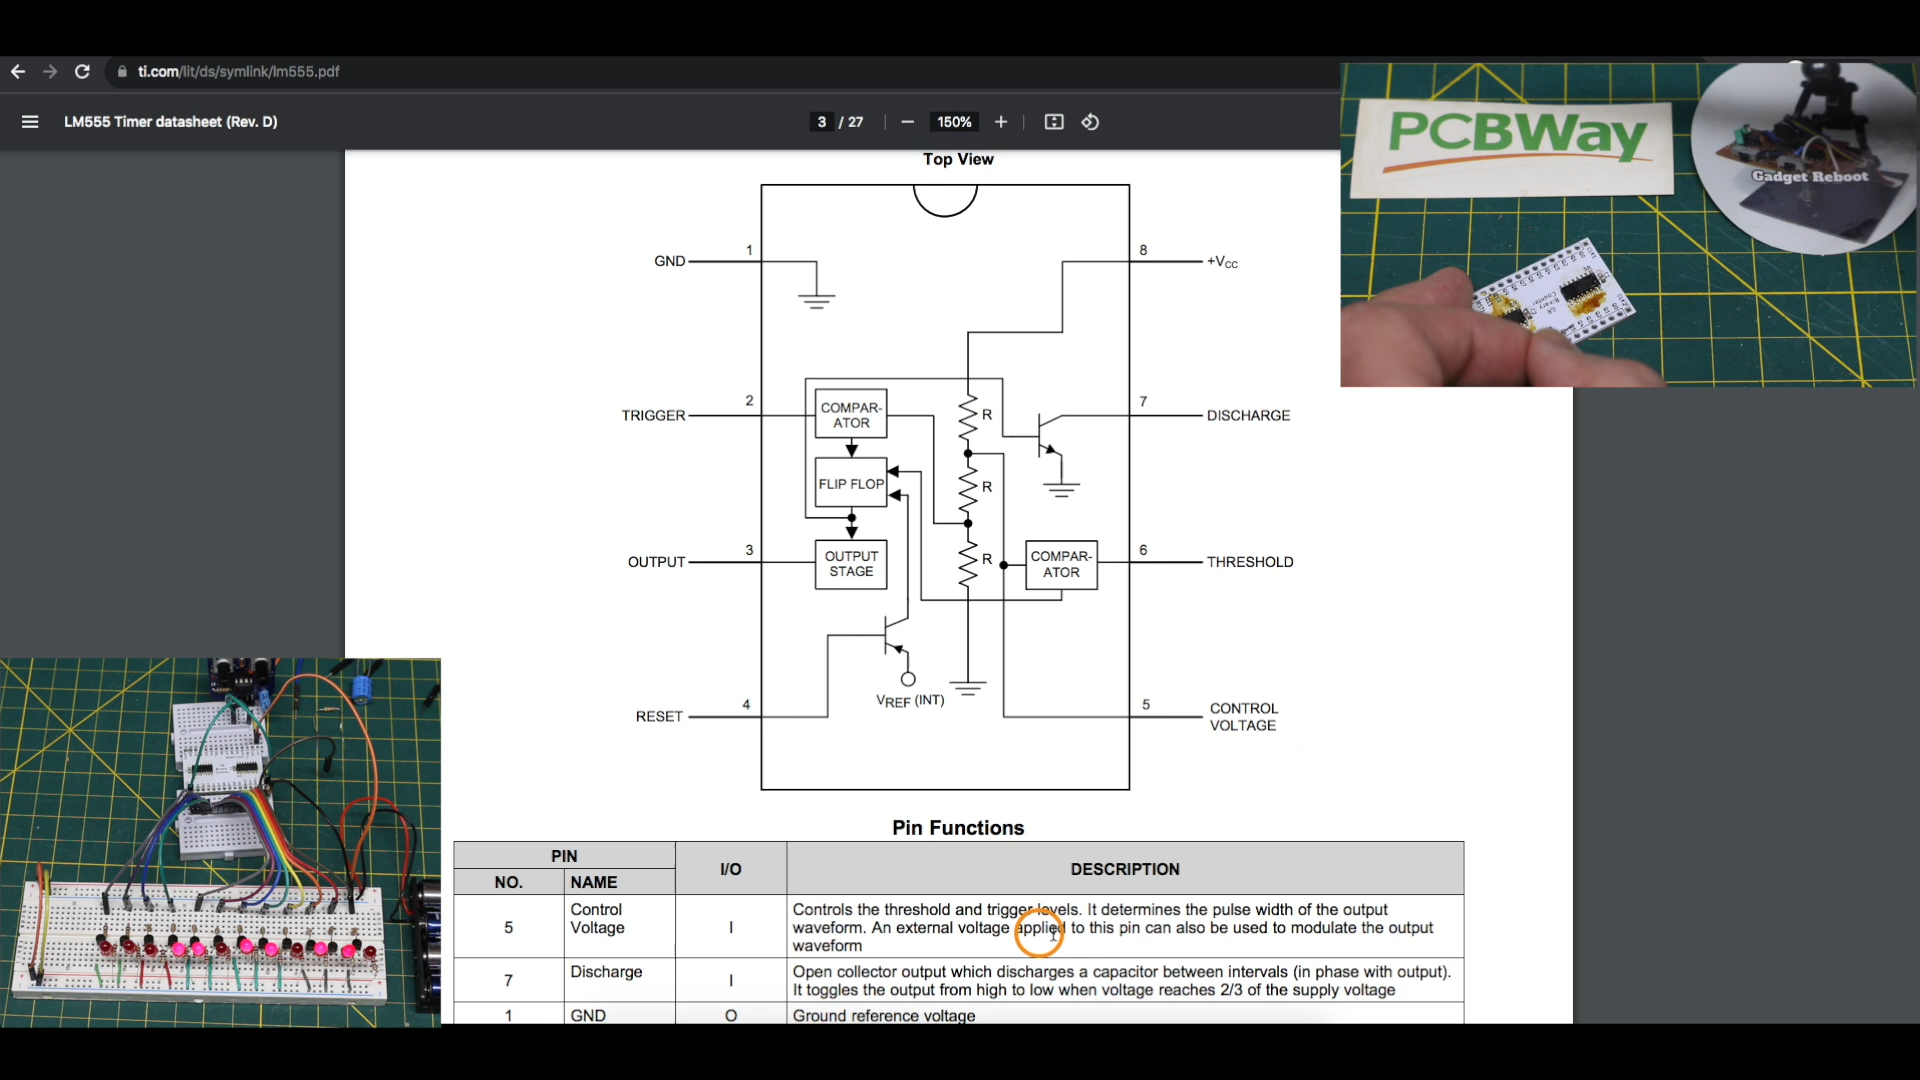 ti.com/lit/ds/symlink/lm555.pdf
LM555 Timer datasheet (Rev. D)
3 / 27
150%
Top View
GND
1
8
+VCC
TRIGGER
2
COMPAR-
ATOR
R
7
DISCHARGE
FLIP FLOP
R
OUTPUT
3
OUTPUT
STAGE
R
COMPAR-
ATOR
6
THRESHOLD
RESET
4
VREF (INT)
5
CONTROL
VOLTAGE
Pin Functions
PIN
I/O
DESCRIPTION
NO.
NAME
5
Control
Voltage
I
Controls the threshold and trigger levels. It determines the pulse width of the output
waveform. An external voltage applied to this pin can also be used to modulate the output
waveform
7
Discharge
I
Open collector output which discharges a capacitor between intervals (in phase with output).
It toggles the output from high to low when voltage reaches 2/3 of the supply voltage
1
GND
O
Ground reference voltage
PCBWay
Gadget Reboot
GR
Binary
Counter